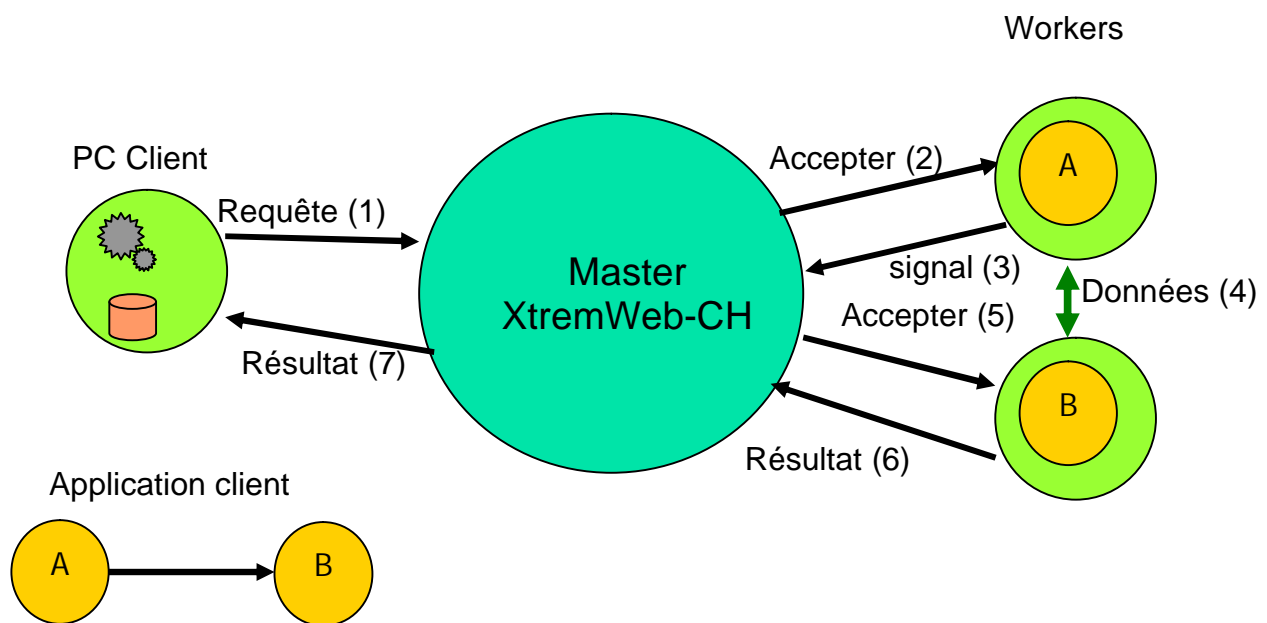 Workers
PC Client
Accepter (2)
A
Requête (1)
Master
XtremWeb-CH
signal (3)
Données (4)
Accepter (5)
Résultat (7)
B
Résultat (6)
Application client
A
B